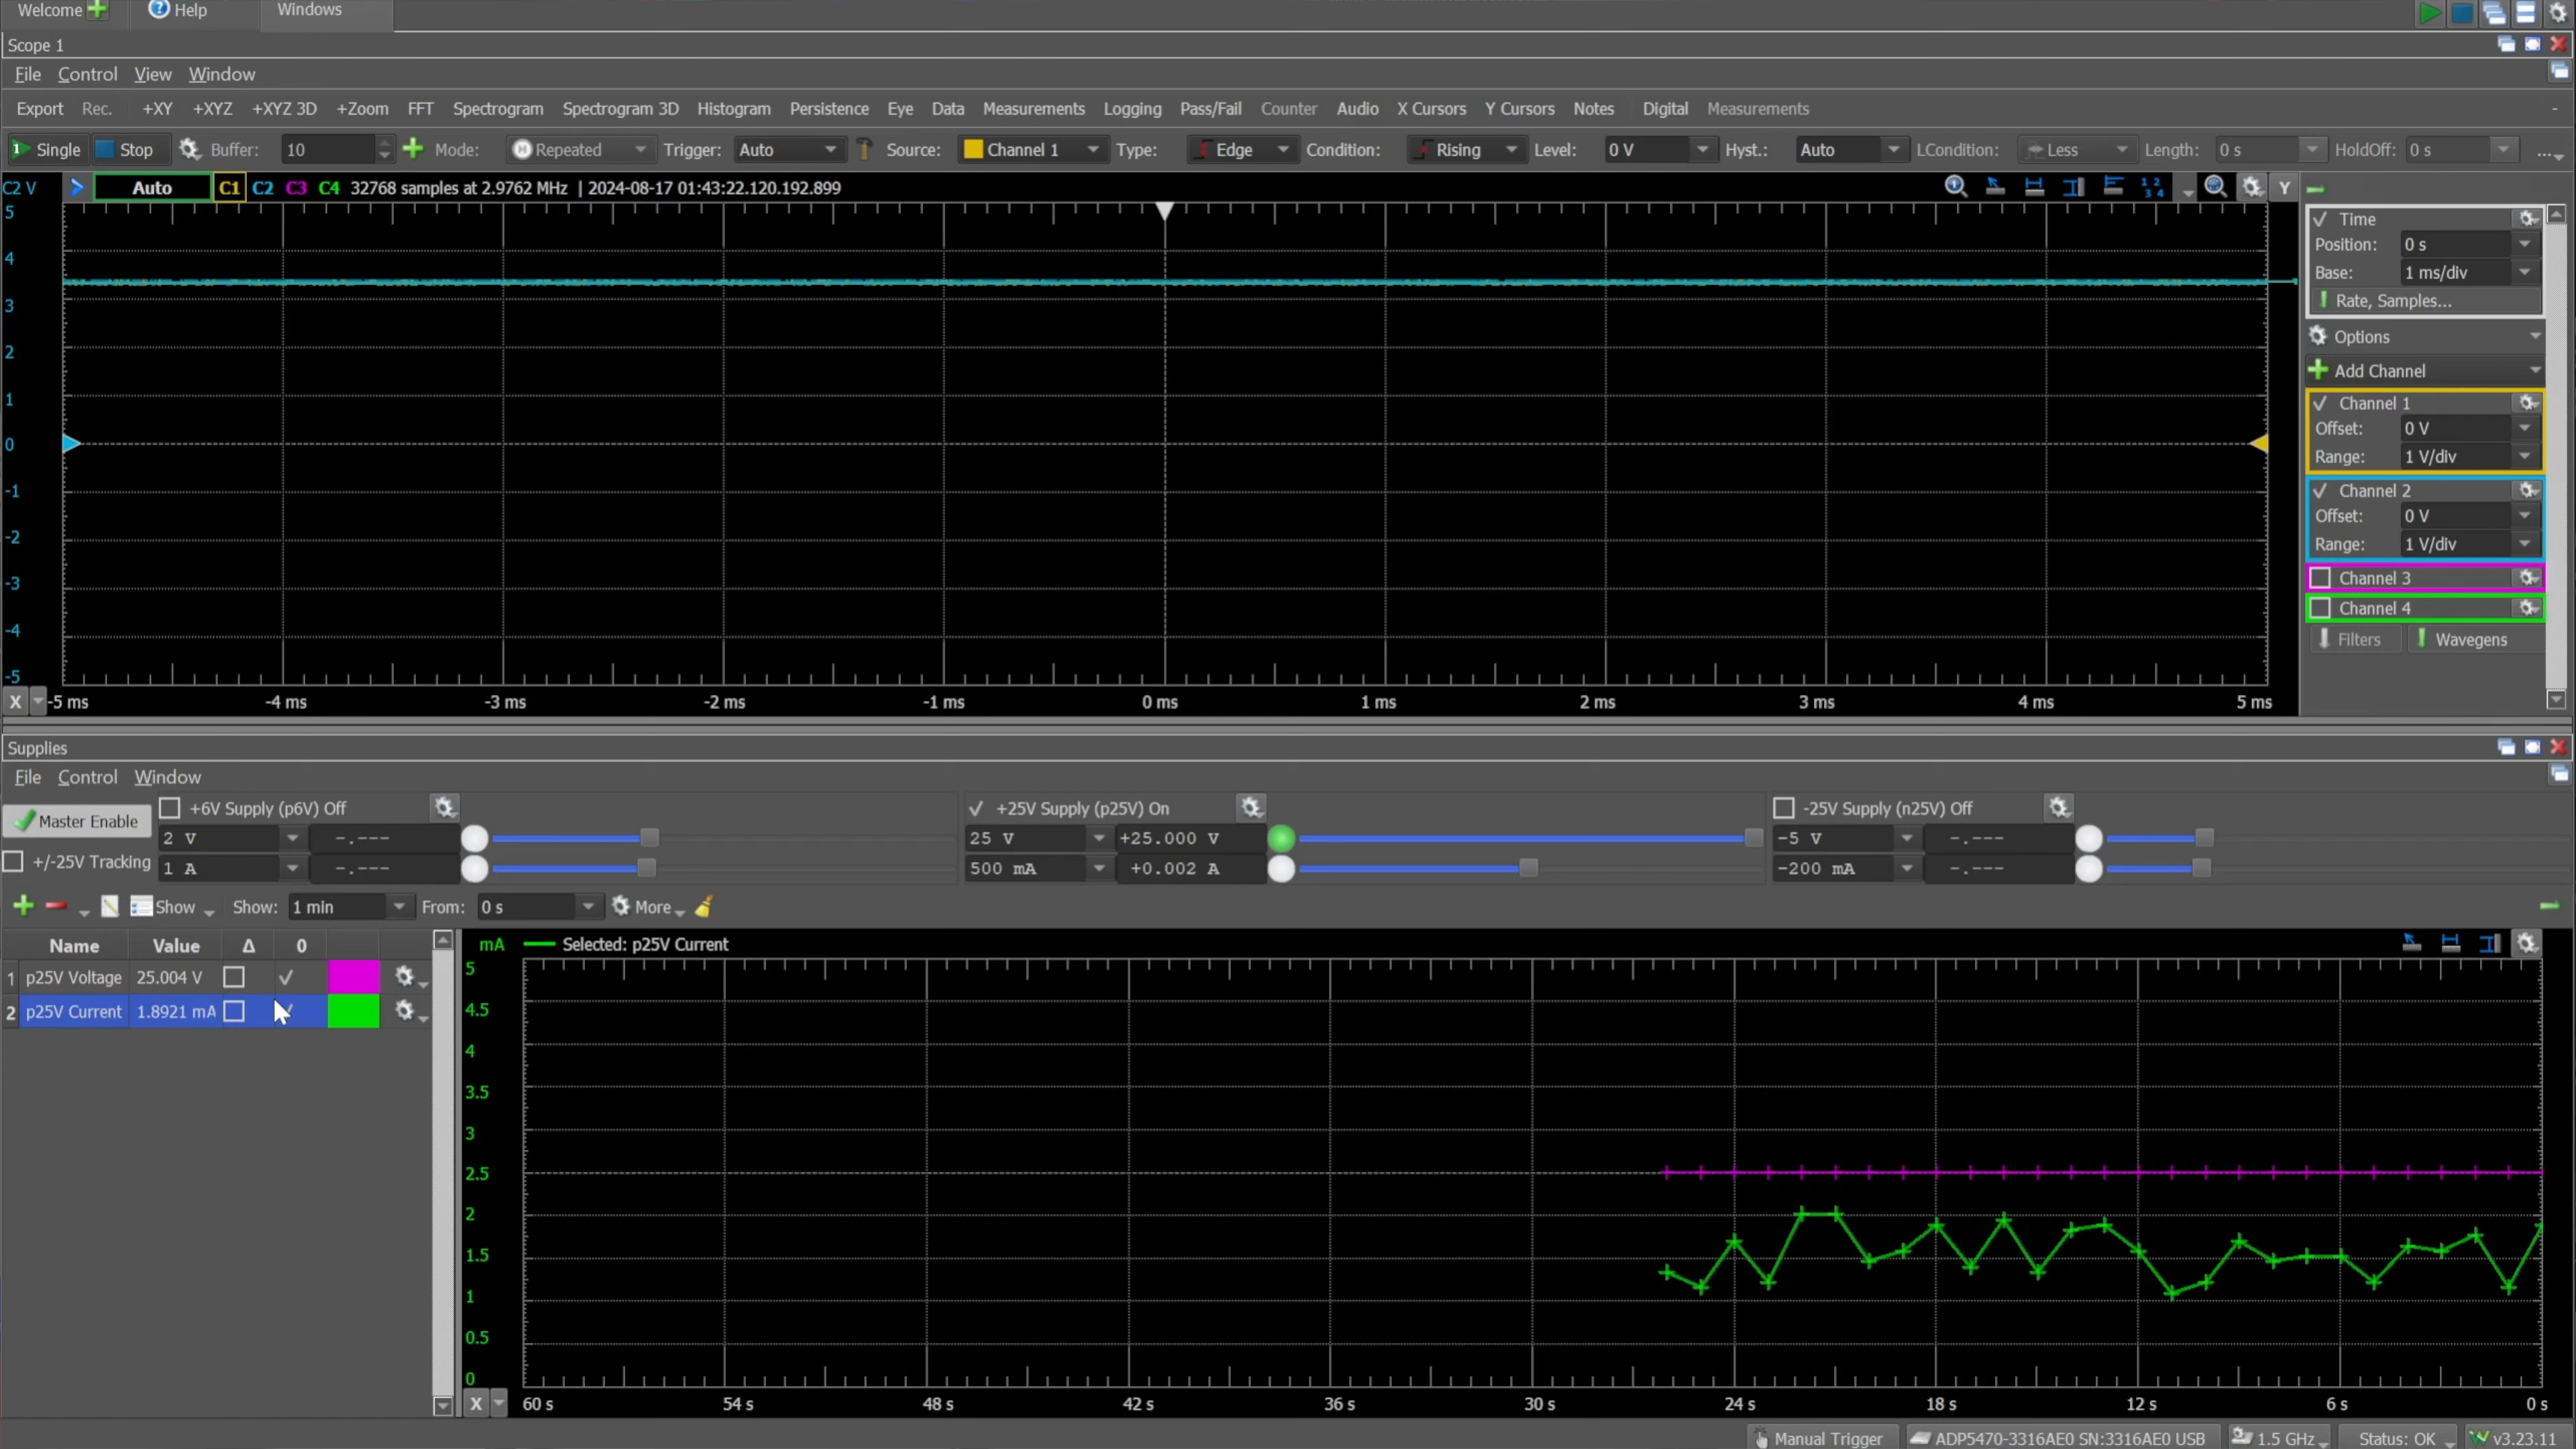 Welcome Help Windows
Scope 1
File Control View Window
Export Rec. +XY +XYZ +XYZ 3D +Zoom FFT Spectrogram Spectrogram 3D Histogram Persistence Eye Data Measurements Logging Pass/Fail Counter Audio X Cursors Y Cursors Notes Digital Measurements
Single Stop Buffer: 10 Mode: Repeated Trigger: Auto Source: Channel 1 Type: Edge Condition: Rising Level: 0 V Hyst.: Auto LCondition: Less Length: 0 s HoldOff: 0 s ...
C2 V Auto C1 C2 C3 C4 32768 samples at 2.9762 MHz | 2024-08-17 01:43:22.120.192.899 Y
5
4
3
2
1
0
-1
-2
-3
-4
-5
X -5 ms -4 ms -3 ms -2 ms -1 ms 0 ms 1 ms 2 ms 3 ms 4 ms 5 ms
Time
Position: 0 s
Base: 1 ms/div
Rate, Samples...
Options
Add Channel
Channel 1
Offset: 0 V
Range: 1 V/div
Channel 2
Offset: 0 V
Range: 1 V/div
Channel 3
Channel 4
Filters Wavegens
Supplies
File Control Window
Master Enable +6V Supply (p6V) Off +25V Supply (p25V) On -25V Supply (n25V) Off
2 V -.--- 25 V +25.000 V -5 V -.---
+/-25V Tracking 1 A -.--- 500 mA +0.002 A -200 mA -.---
Show Show: 1 min From: 0 s More
Name Value Δ 0
1 p25V Voltage 25.004 V
2 p25V Current 1.8921 mA
mA Selected: p25V Current
5
4.5
4
3.5
3
2.5
2
1.5
1
0.5
0
X 60 s 54 s 48 s 42 s 36 s 30 s 24 s 18 s 12 s 6 s 0 s
Manual Trigger ADP5470-3316AE0 SN:3316AE0 USB 1.5 GHz Status: OK v3.23.11